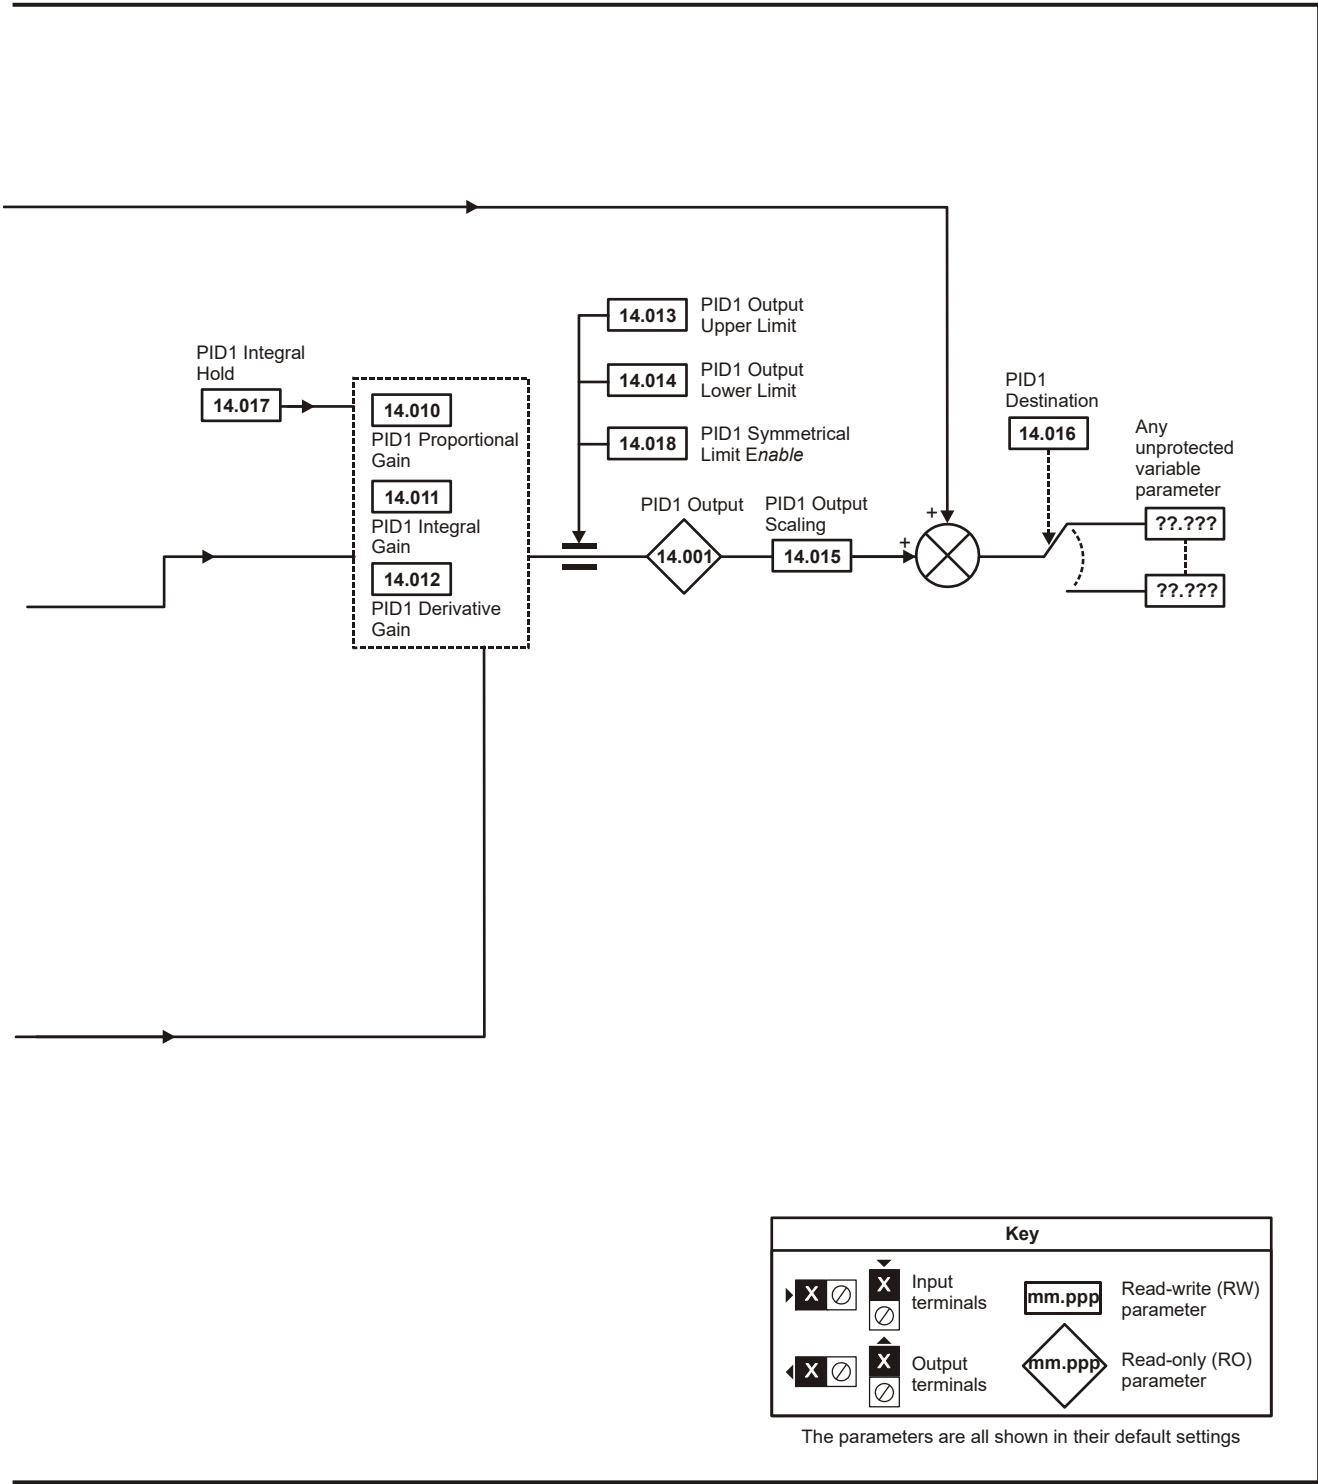 PID1 Integral
Hold
14.017
14.010
PID1 Proportional
Gain
14.011
PID1 Integral
Gain
14.012
PID1 Derivative
Gain
14.013
PID1 Output
Upper Limit
14.014
PID1 Output
Lower Limit
14.018
PID1 Symmetrical
Limit Enable
PID1 Output
14.001
PID1 Output
Scaling
14.015
+
+
PID1
Destination
14.016
Any
unprotected
variable
parameter
??.???
??.???
Key
X
X
Input
terminals
mm.ppp
Read-write (RW)
parameter
X
X
Output
terminals
mm.ppp
Read-only (RO)
parameter
The parameters are all shown in their default settings